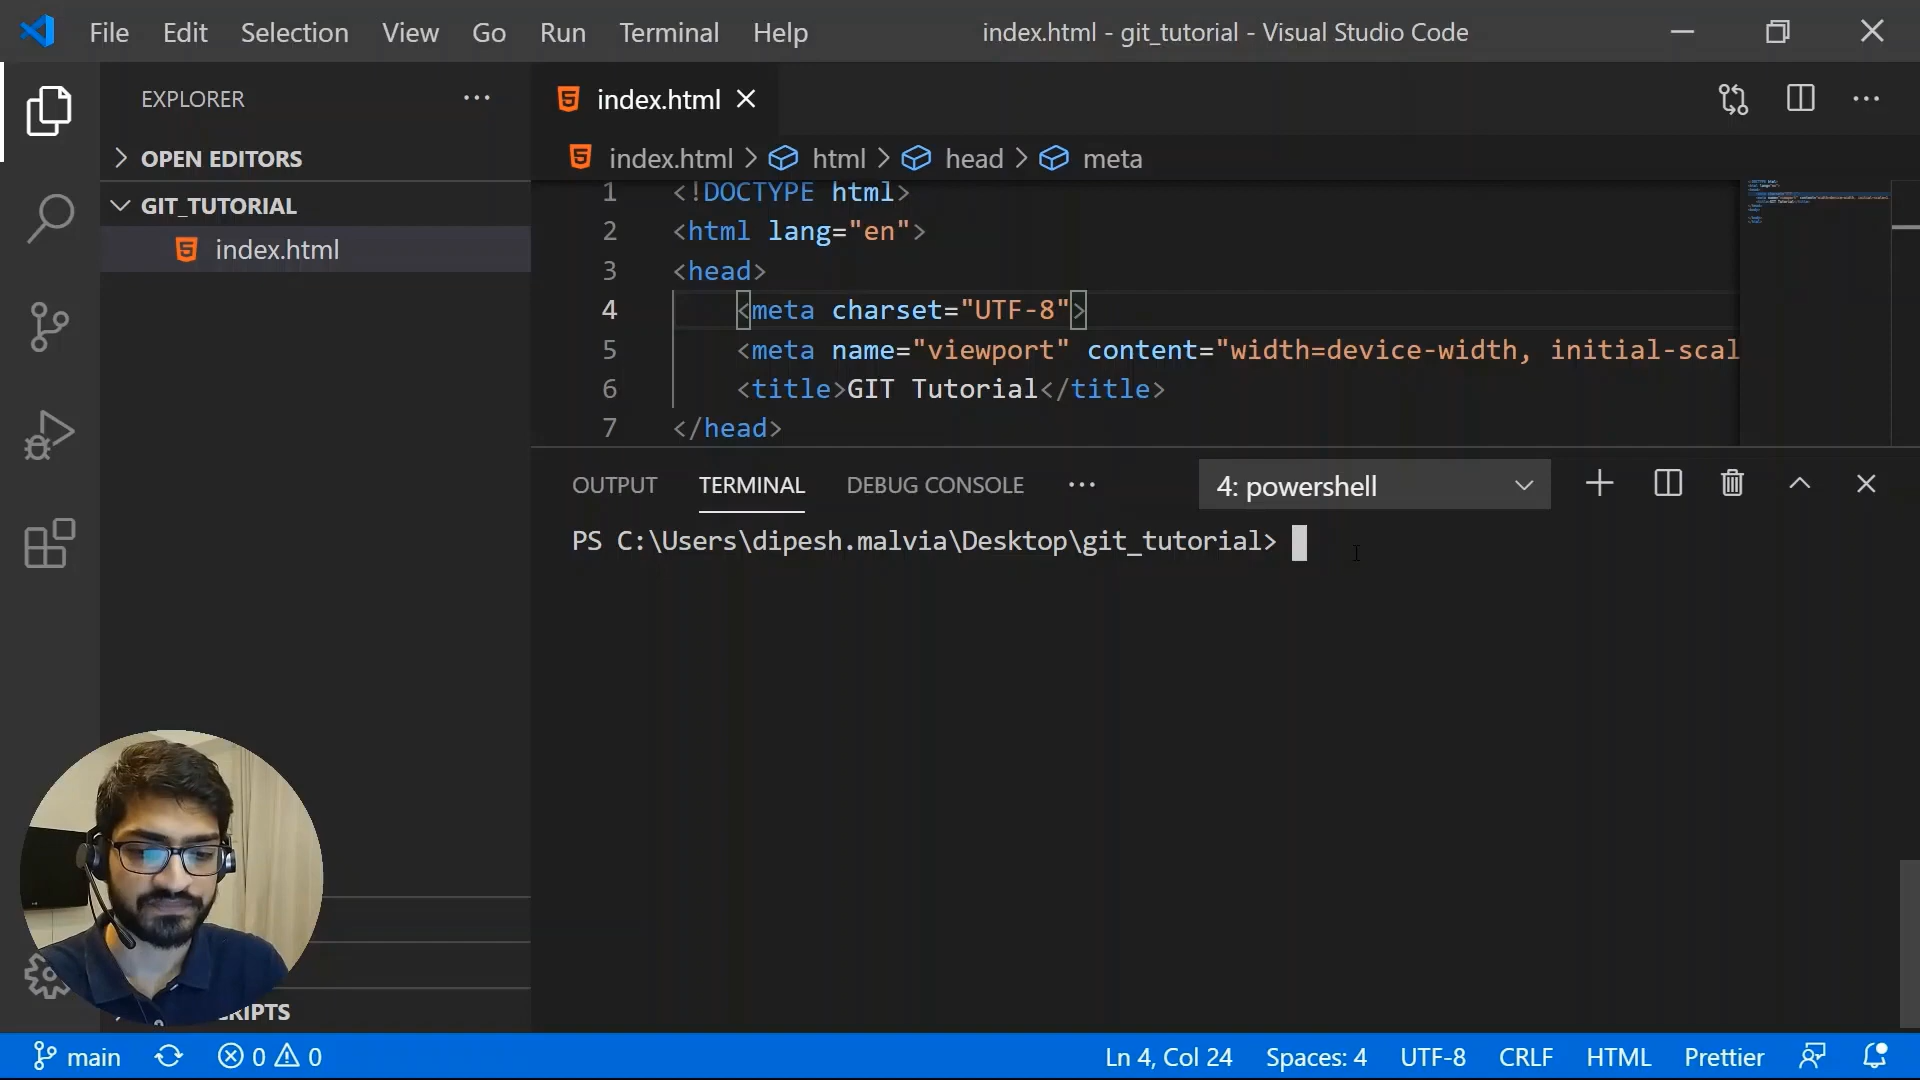 File Edit Selection View Go Run Terminal Help index.html - git_tutorial - Visual Studio Code
EXPLORER
OPEN EDITORS
GIT_TUTORIAL
index.html
index.html
index.html > html > head > meta
1 <!DOCTYPE html>
2 <html lang="en">
3 <head>
4 <meta charset="UTF-8">
5 <meta name="viewport" content="width=device-width, initial-scal
6 <title>GIT Tutorial</title>
7 </head>
OUTPUT TERMINAL DEBUG CONSOLE 4: powershell
PS C:\Users\dipesh.malvia\Desktop\git_tutorial>
RIPTS
main 0 0 Ln 4, Col 24 Spaces: 4 UTF-8 CRLF HTML Prettier